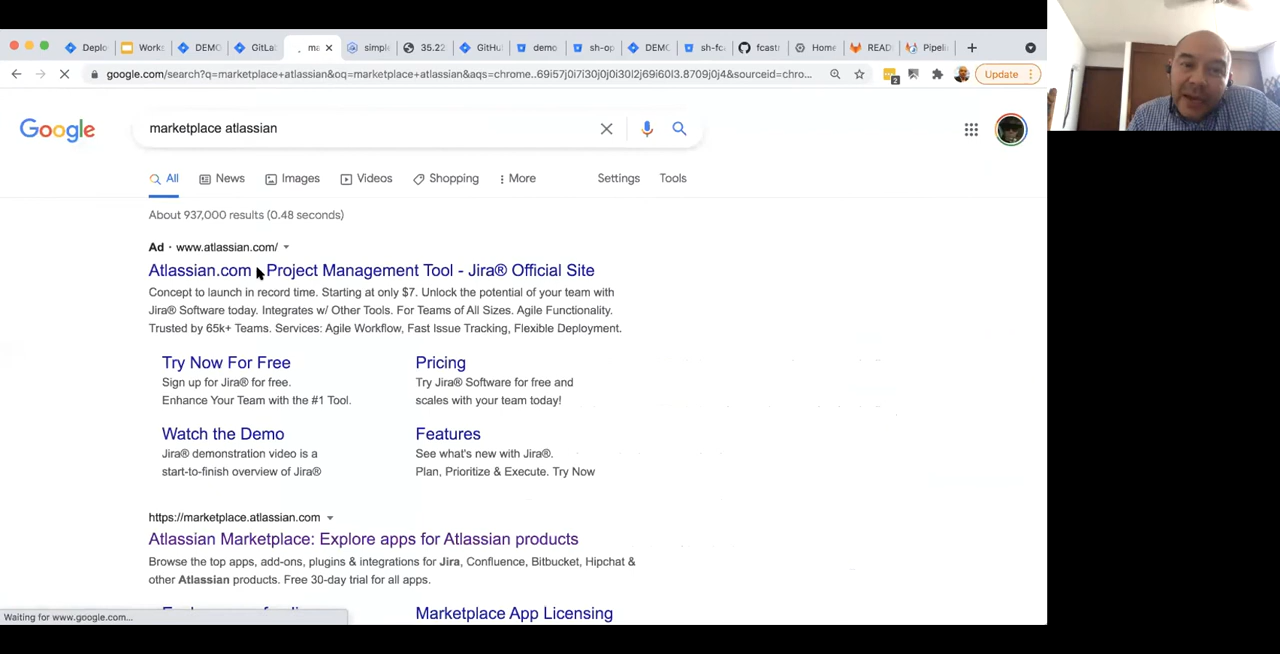 Deplo
Works
DEMO
GitLab
ma
simple
35.22
GitHu
demo
sh-op
DEMO
sh-fca
fcastr
Home
READ
Pipelin
google.com/search?q=marketplace+atlassian&oq=marketplace+atlassian&aqs=chrome..69i57j0i7i30j0j0i30l2j69i60l3.8709j0j4&sourceid=chro...
2
Update
Google
marketplace atlassian
All
News
Images
Videos
Shopping
More
Settings
Tools
About 937,000 results (0.48 seconds)
Ad · www.atlassian.com/
Atlassian.com Project Management Tool - Jira® Official Site
Concept to launch in record time. Starting at only $7. Unlock the potential of your team with
Jira® Software today. Integrates w/ Other Tools. For Teams of All Sizes. Agile Functionality.
Trusted by 65k+ Teams. Services: Agile Workflow, Fast Issue Tracking, Flexible Deployment.
Try Now For Free
Sign up for Jira® for free.
Enhance Your Team with the #1 Tool.
Pricing
Try Jira® Software for free and
scales with your team today!
Watch the Demo
Jira® demonstration video is a
start-to-finish overview of Jira®
Features
See what's new with Jira®.
Plan, Prioritize & Execute. Try Now
https://marketplace.atlassian.com
Atlassian Marketplace: Explore apps for Atlassian products
Browse the top apps, add-ons, plugins & integrations for Jira, Confluence, Bitbucket, Hipchat &
other Atlassian products. Free 30-day trial for all apps.
Marketplace App Licensing
Waiting for www.google.com...